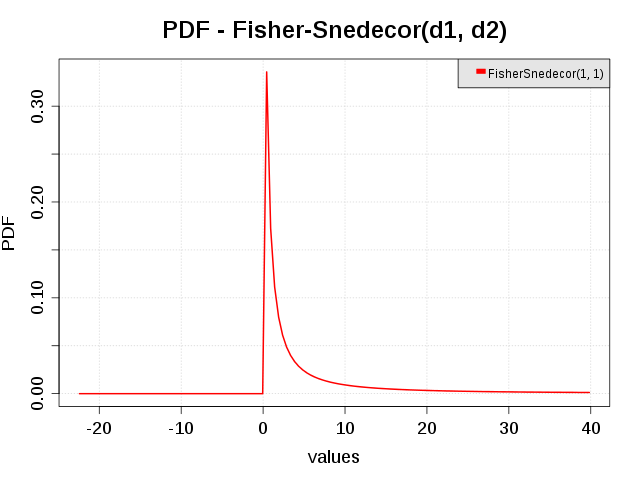 PDF - Fisher-Snedecor(d1, d2)
FisherSnedecor(1, 1)
PDF
0.30
0.20
0.10
0.00
-20 -10 0 10 20 30 40
values